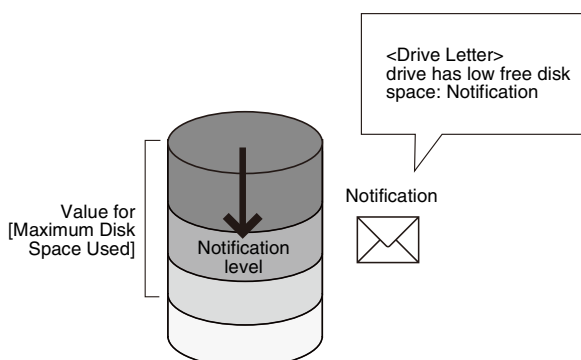 <Drive Letter>
drive has low free disk
space: Notification
Notification
Value for
[Maximum Disk
Space Used]
Notification
level